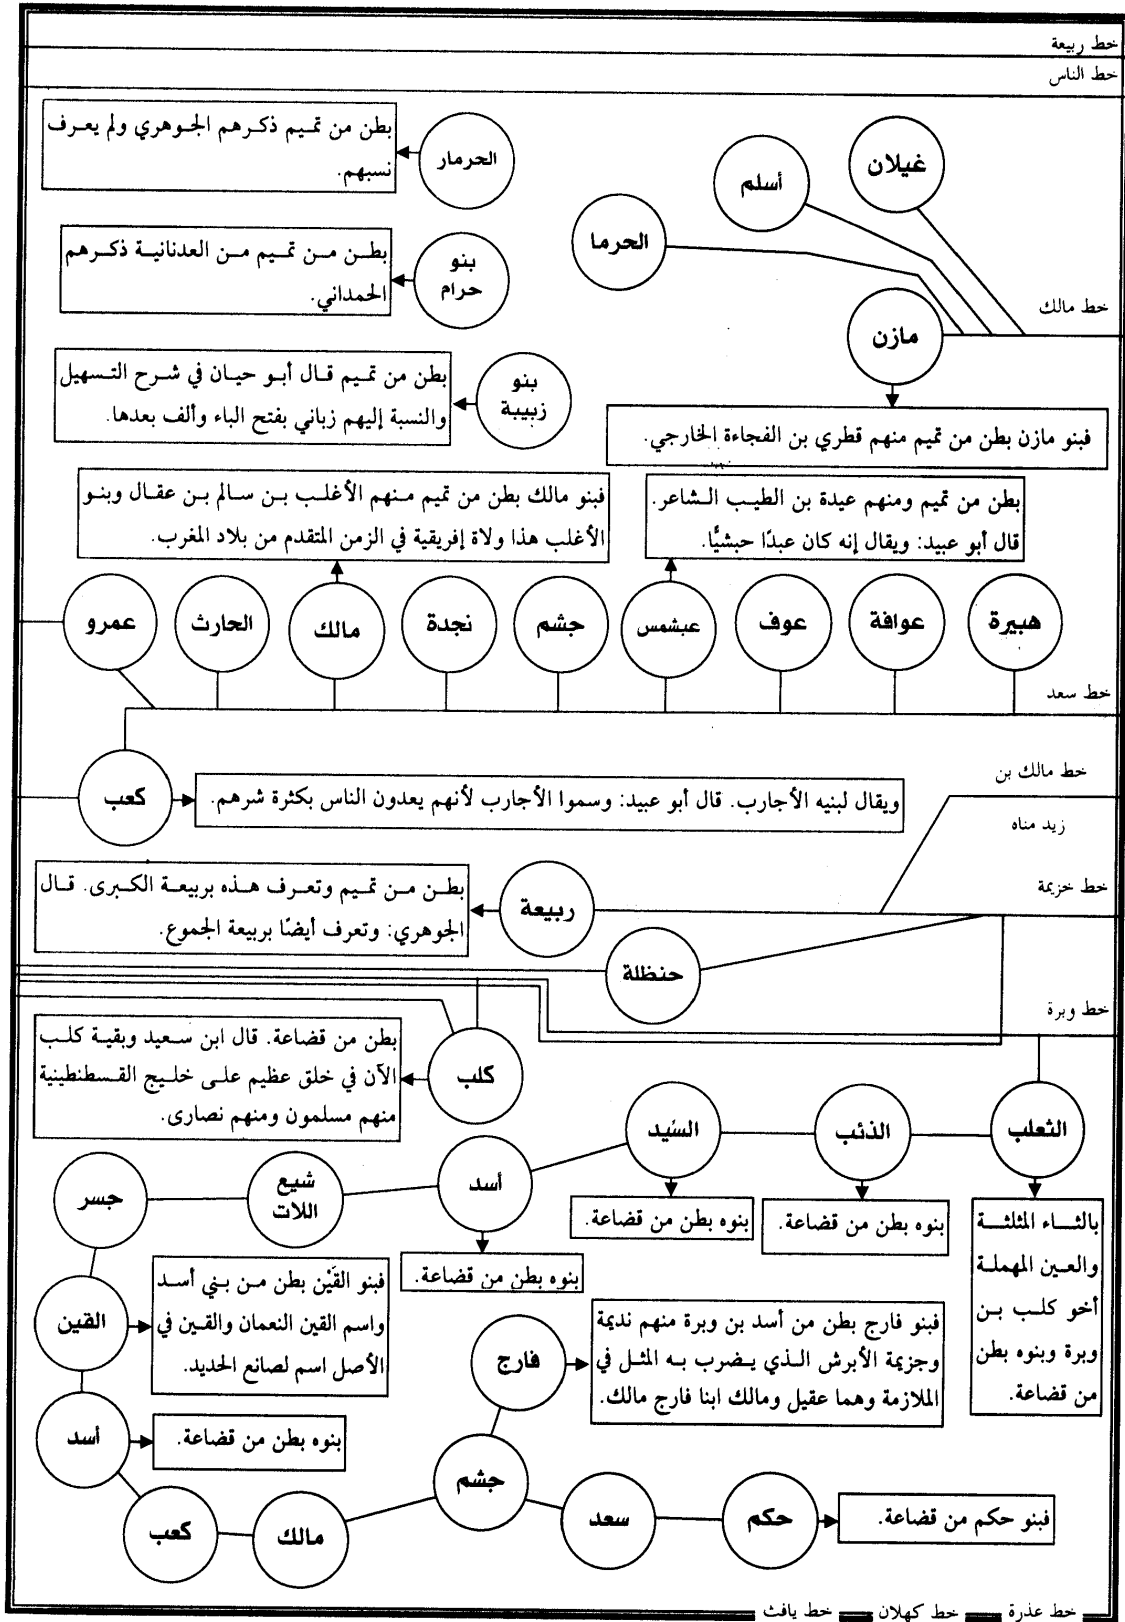 خط ربيعة
خط الناس
غيلان
أسلم
الحرما
الحرمار
بطن من تميم ذكرهم الجوهري ولم يعرف
نسبهم.
بنو
حرام
بطن من تميم من العدنانية ذكرهم
الحمداني.
خط مالك
مازن
فبنو مازن بطن من تميم منهم قطري بن الفجاءة الخارجي.
بنو
زبيبة
بطن من تميم قال أبو حيان في شرح التسهيل
والنسبة إليهم زباني بفتح الباء وألف بعدها.
بطن من تميم ومنهم عيدة بن الطيب الشاعر.
قال أبو عبيد: ويقال إنه كان عبدًا حبشيًّا.
فبنو مالك بطن من تميم منهم الأغلب بن سالم بن عقال وبنو
الأغلب هذا ولاة إفريقية في الزمن المتقدم من بلاد المغرب.
هبيرة
عوافة
عوف
عبشمس
جشم
نجدة
مالك
الحارث
عمرو
خط سعد
خط مالك بن
زيد مناه
كعب
ويقال لبنيه الأجارب. قال أبو عبيد: وسموا الأجارب لأنهم يعدون الناس بكثرة شرهم.
خط خزيمة
ربيعة
بطن من تميم وتعرف هذه بربيعة الكبرى. قال
الجوهري: وتعرف أيضًا بربيعة الجموع.
حنظلة
خط وبرة
كلب
بطن من قضاعة. قال ابن سعيد وبقية كلب
الآن في خلق عظيم على خليج القسطنطينية
منهم مسلمون ومنهم نصارى.
الثعلب
الذئب
السيد
أسد
شيع
اللات
جسر
بالثاء المثلثة
والعين المهملة
أخو كلب بن
وبرة وبنوه بطن
من قضاعة.
بنوه بطن من قضاعة.
بنوه بطن من قضاعة.
بنوه بطن من قضاعة.
القين
فبنو القَيْن بطن من بني أسد
واسم القين النعمان والقين في
الأصل اسم لصانع الحديد.
فارج
فبنو فارج بطن من أسد بن وبرة منهم نديمة
وجزيمة الأبرش الذي يضرب به المثل في
الملازمة وهما عقيل ومالك ابنا فارج مالك.
أسد
بنوه بطن من قضاعة.
كعب
مالك
جشم
سعد
حكم
فبنو حكم من قضاعة.
خط عذرة
خط كهلان
خط يافث